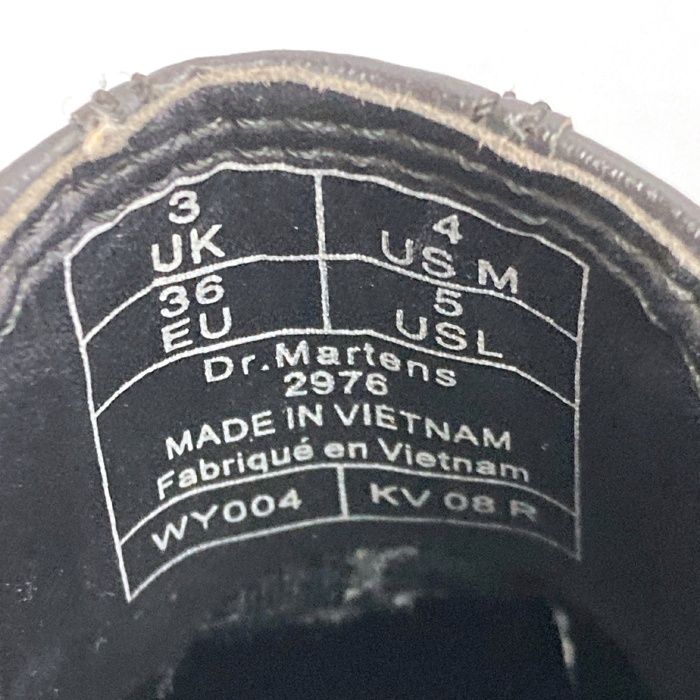 3 4
UK US M
36 5
EU USL
Dr.Martens
2976
MADE IN VIETNAM
Fabriqué en Vietnam
WY004 KV 08 R